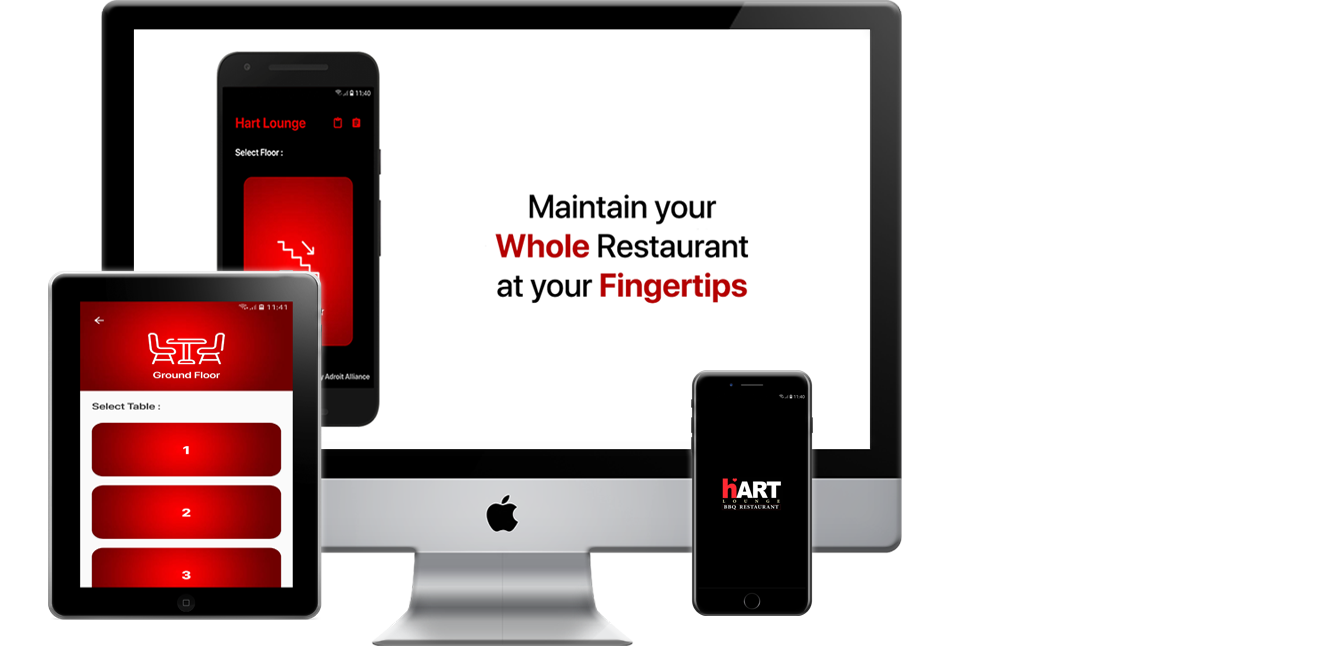 11:40
Hart Lounge
Select Floor :
Adroit Alliance
Maintain your
Whole Restaurant
at your Fingertips
11:41
Ground Floor
Select Table :
1
2
3
11:40
hART
LOUNGE
BBQ RESTAURANT